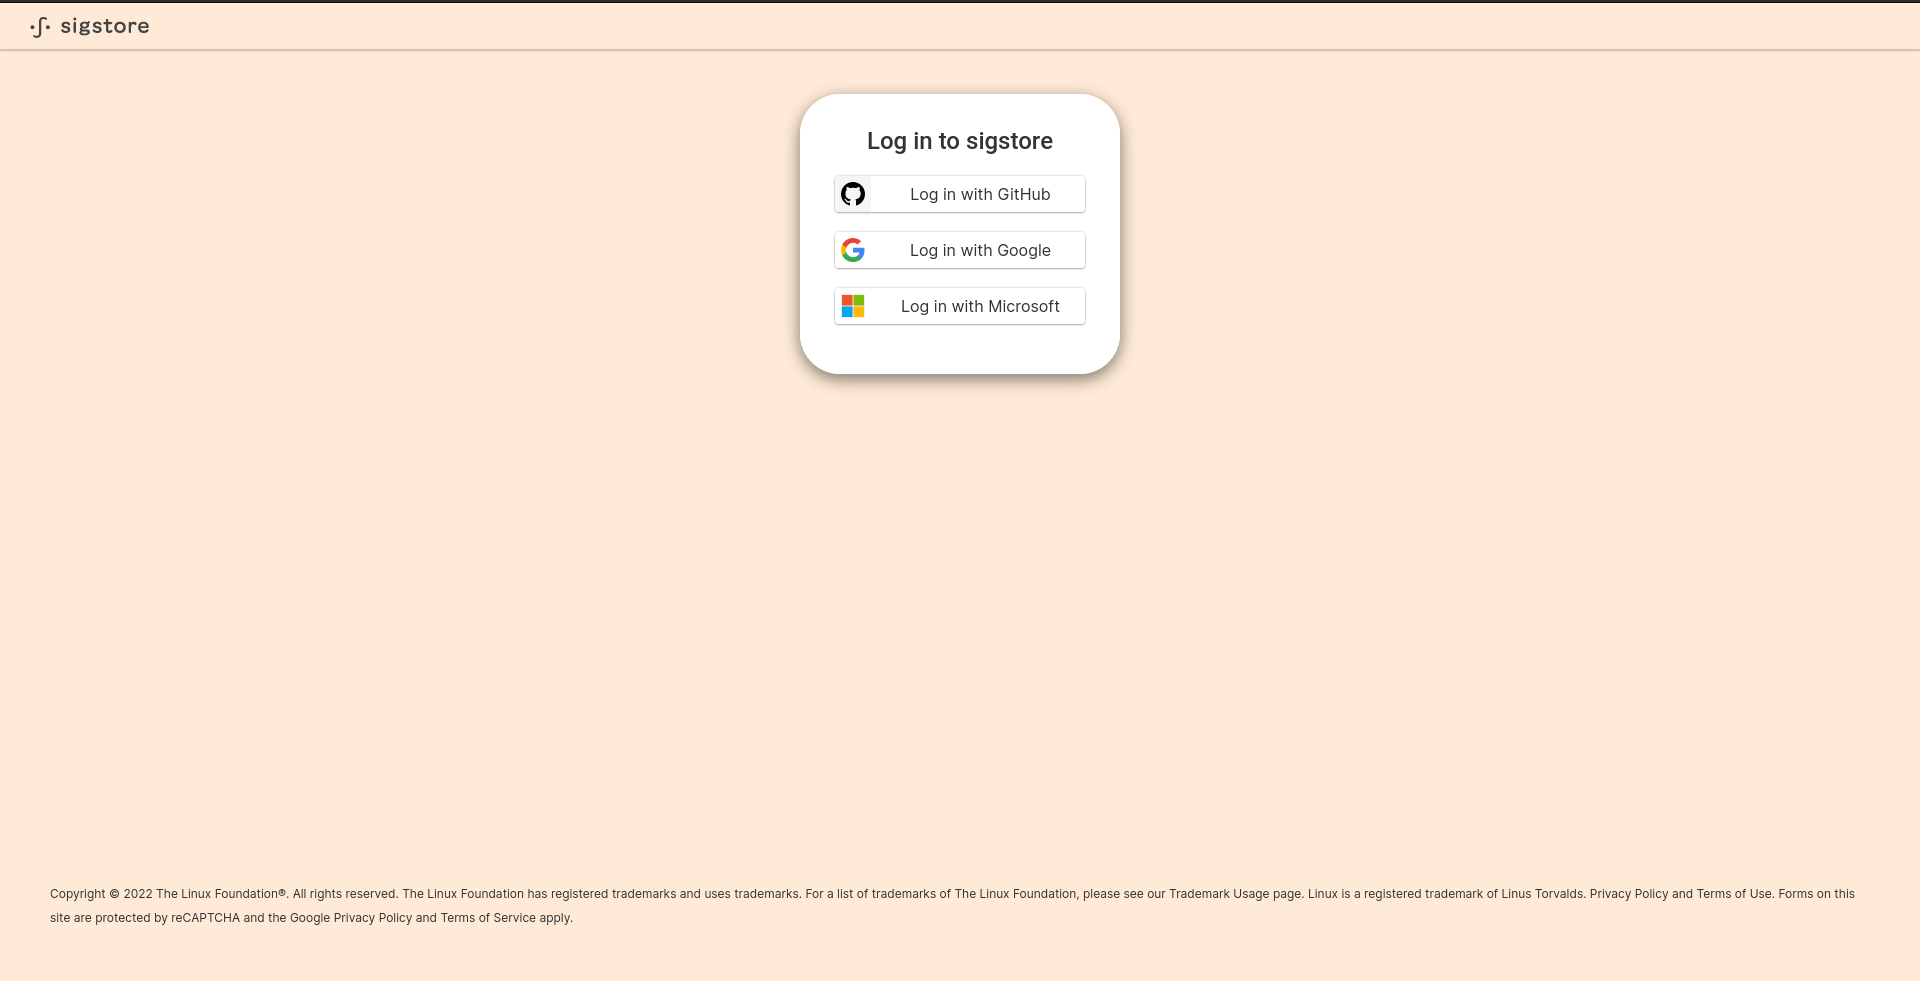 sigstore
Log in to sigstore
Log in with GitHub
Log in with Google
Log in with Microsoft
Copyright © 2022 The Linux Foundation®. All rights reserved. The Linux Foundation has registered trademarks and uses trademarks. For a list of trademarks of The Linux Foundation, please see our Trademark Usage page. Linux is a registered trademark of Linus Torvalds. Privacy Policy and Terms of Use. Forms on this
site are protected by reCAPTCHA and the Google Privacy Policy and Terms of Service apply.